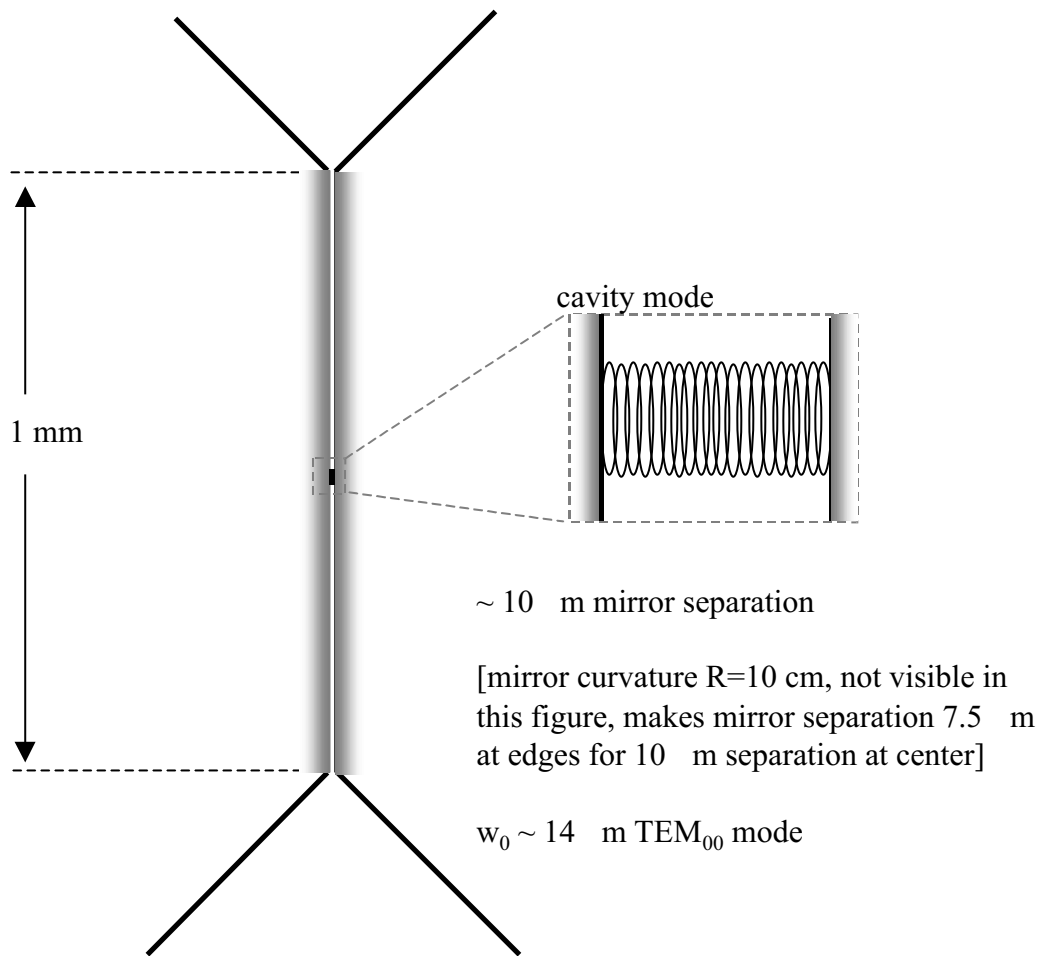 cavity mode
1 mm
~ 10 m mirror separation
[mirror curvature R=10 cm, not visible in
this figure, makes mirror separation 7.5 m
at edges for 10 m separation at center]
w₀ ~ 14 m TEM₀₀ mode